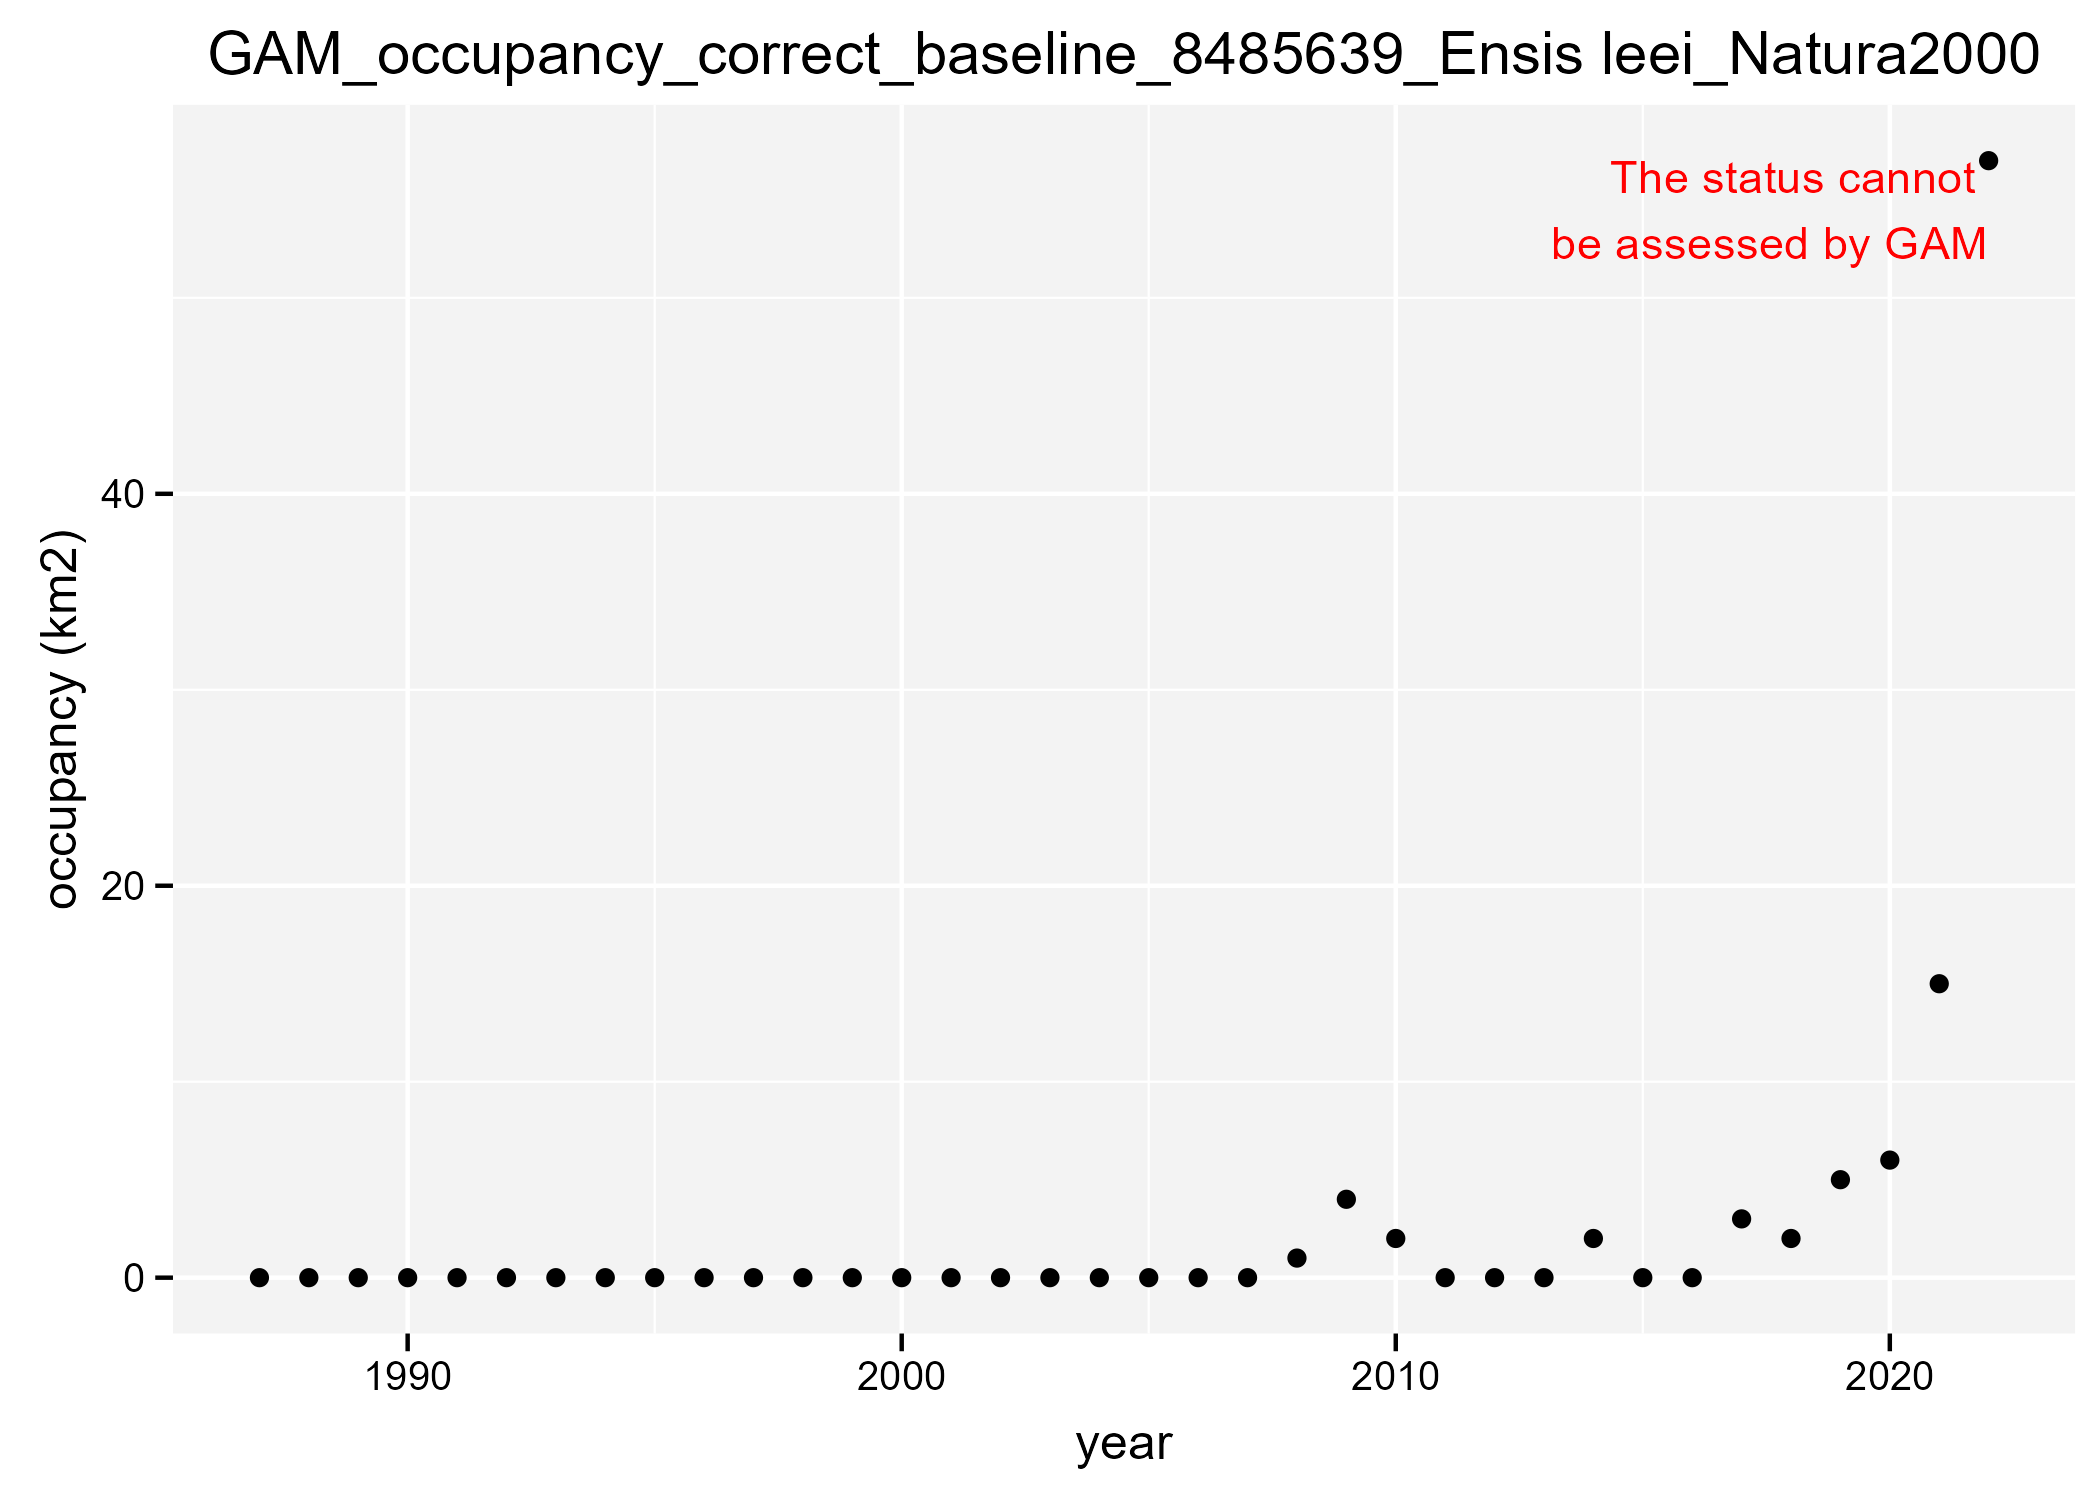 GAM_occupancy_correct_baseline_8485639_Ensis leei_Natura2000
The status cannot
be assessed by GAM
40
20
0
occupancy (km2)
1990 2000 2010 2020
year